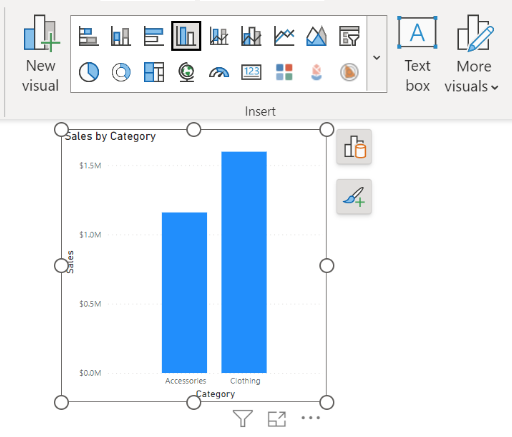 New
visual
123
A
Text
box
More
visuals
Insert
Sales by Category
$1.5M
$1.0M
$0.5M
$0.0M
Sales
Accessories
Clothing
Category